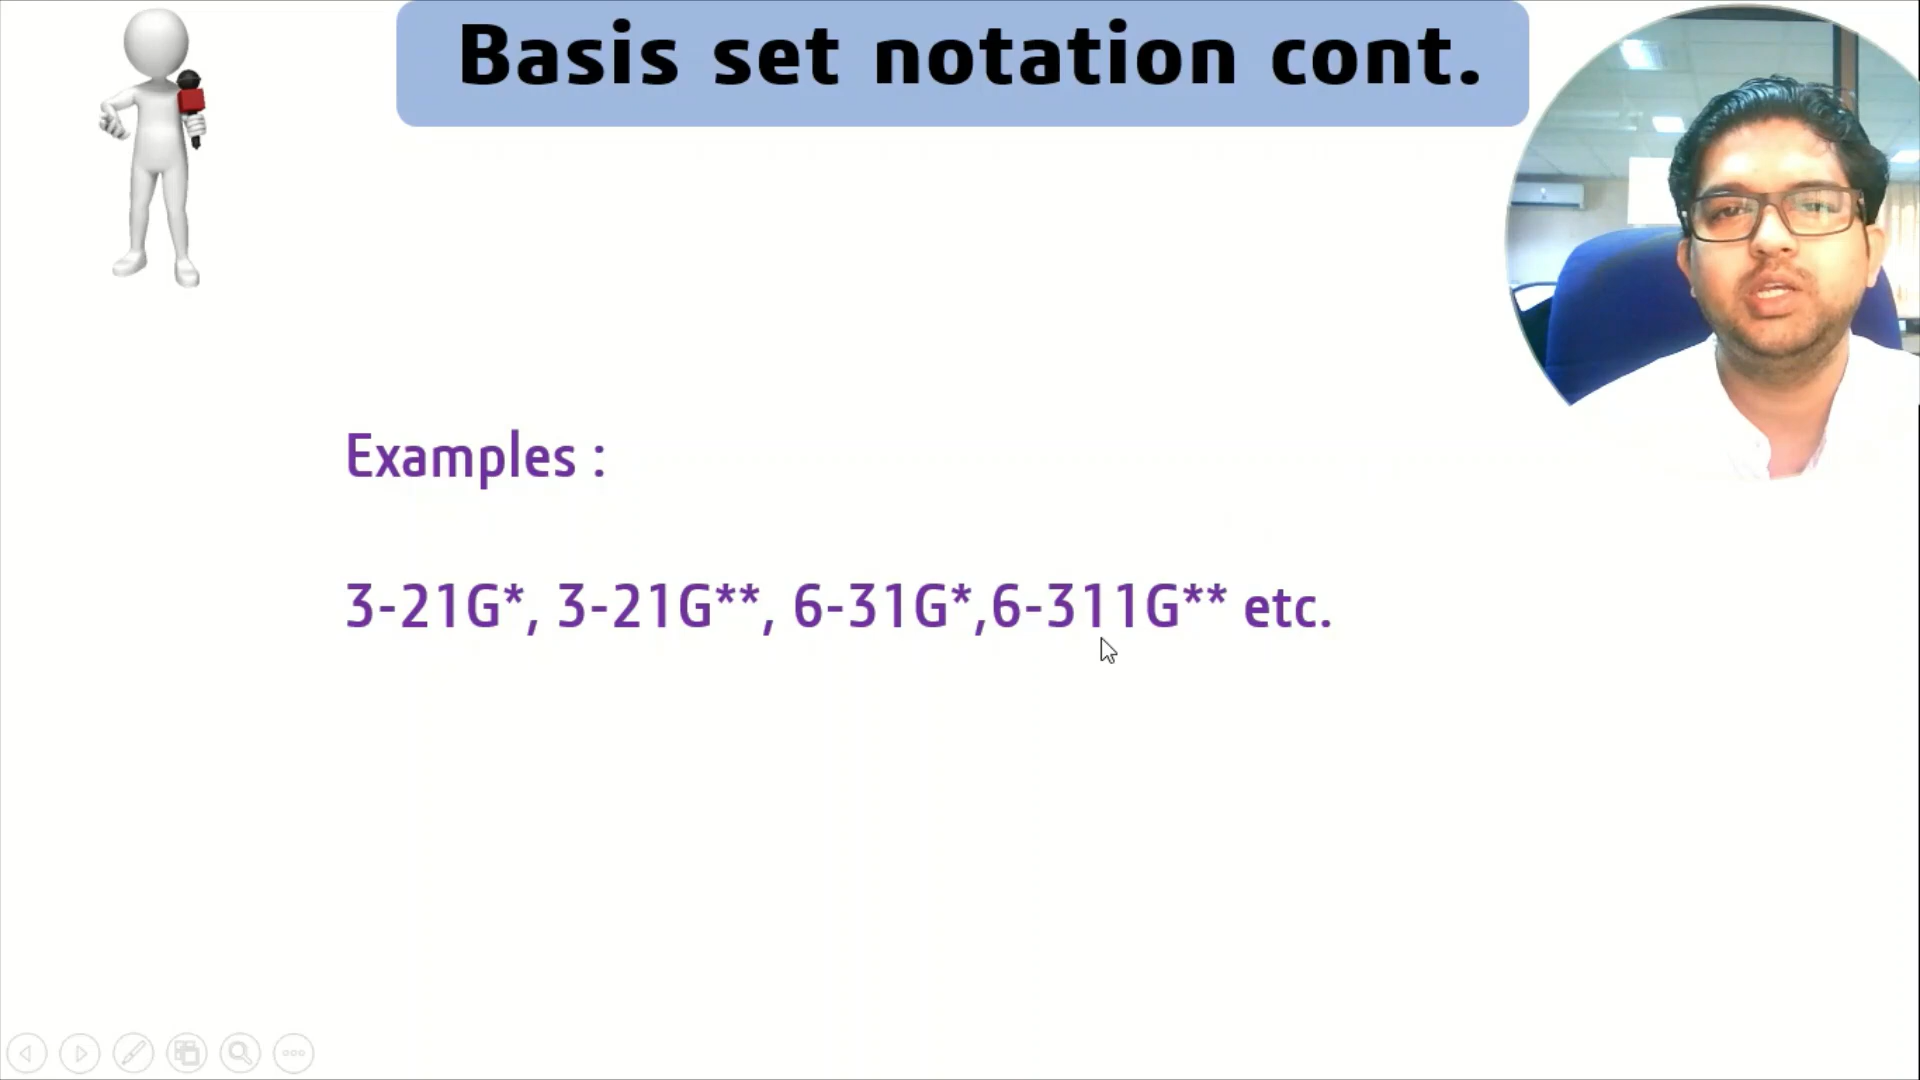 Basis set notation cont.
Examples :
3-21G*, 3-21G**, 6-31G*,6-311G** etc.